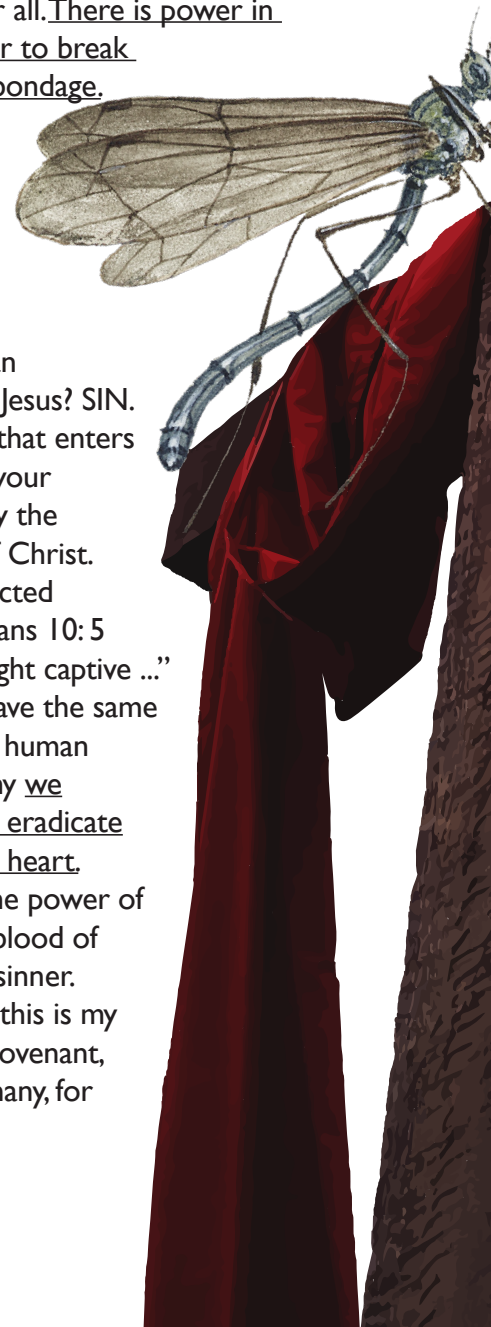 r all. There is power in
r to break
ondage.
n
Jesus? SIN.
that enters
your
y the
Christ.
cted
ans 10: 5
ght captive ...”
ave the same
human
ny we
eradicate
heart.
ne power of
blood of
sinner.
this is my
ovenant,
many, for